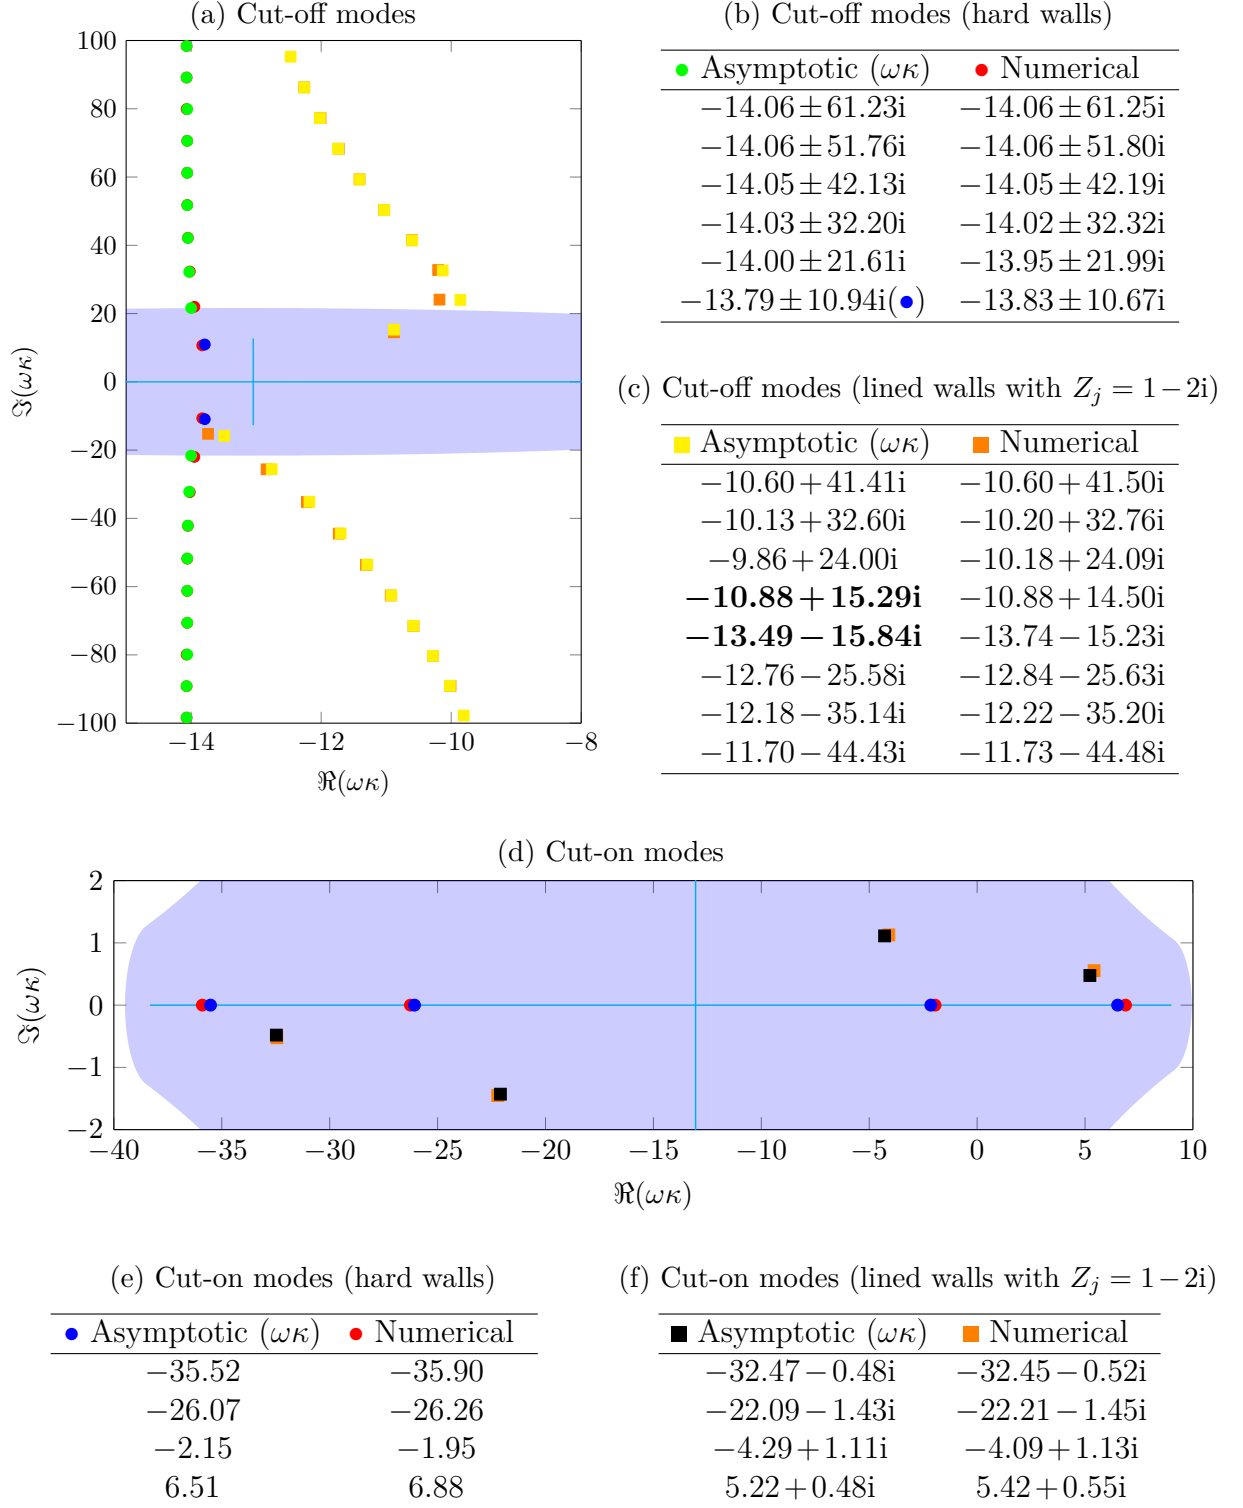 (a) Cut-off modes
100
80
60
40
20
0
−20
−40
−60
−80
−100
−14
−12
−10
−8
ℑ(ωκ)
ℜ(ωκ)
(b) Cut-off modes (hard walls)
Asymptotic (ωκ) Numerical
−14.06±61.23i −14.06±61.25i
−14.06±51.76i −14.06±51.80i
−14.05±42.13i −14.05±42.19i
−14.03±32.20i −14.02±32.32i
−14.00±21.61i −13.95±21.99i
−13.79±10.94i(●) −13.83±10.67i
(c) Cut-off modes (lined walls with Z_j = 1−2i)
Asymptotic (ωκ) Numerical
−10.60+41.41i −10.60+41.50i
−10.13+32.60i −10.20+32.76i
−9.86+24.00i −10.18+24.09i
−10.88+15.29i −10.88+14.50i
−13.49−15.84i −13.74−15.23i
−12.76−25.58i −12.84−25.63i
−12.18−35.14i −12.22−35.20i
−11.70−44.43i −11.73−44.48i
(d) Cut-on modes
2
1
0
−1
−2
−40 −35 −30 −25 −20 −15 −10 −5 0 5 10
ℑ(ωκ)
ℜ(ωκ)
(e) Cut-on modes (hard walls)
Asymptotic (ωκ) Numerical
−35.52 −35.90
−26.07 −26.26
−2.15 −1.95
6.51 6.88
(f) Cut-on modes (lined walls with Z_j = 1−2i)
Asymptotic (ωκ) Numerical
−32.47−0.48i −32.45−0.52i
−22.09−1.43i −22.21−1.45i
−4.29+1.11i −4.09+1.13i
5.22+0.48i 5.42+0.55i